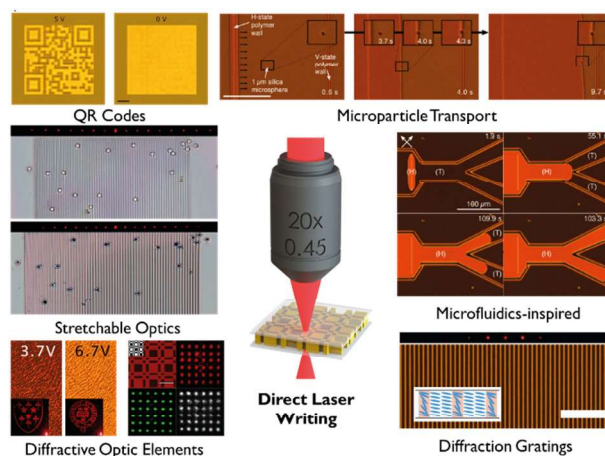 5 V
0 V
QR Codes
H-state
polymer
wall
1 μm silica
microsphere
0.6 s
3.7 s
4.0 s
4.3 s
V-state
polymer
wall
4.0 s
9.7 s
Microparticle Transport
Stretchable Optics
20x
0.45
1.9 s
(H)
(T)
(T)
100 μm
55.1
(H)
(T)
(T)
109.9 s
(H)
(T)
(T)
103.3 s
(H)
Microfluidics-inspired
3.7V
6.7V
Diffractive Optic Elements
Direct Laser
Writing
Diffraction Gratings